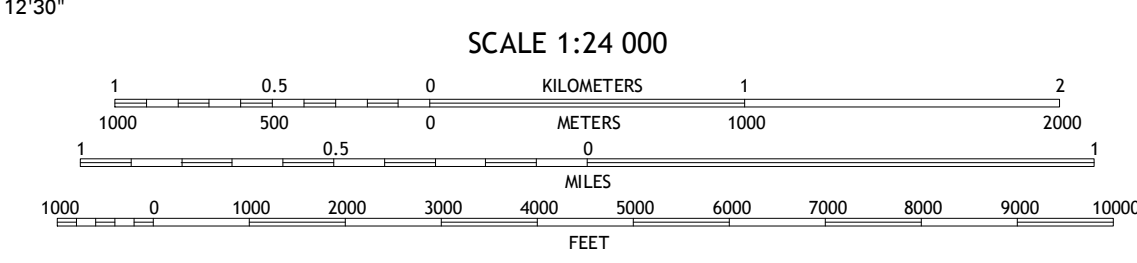 12'30"
SCALE 1:24 000
1 0.5 0 KILOMETERS 1 2
1000 500 0 METERS 1000 2000
1 0.5 0 1
MILES
1000 0 1000 2000 3000 4000 5000 6000 7000 8000 9000 10000
FEET